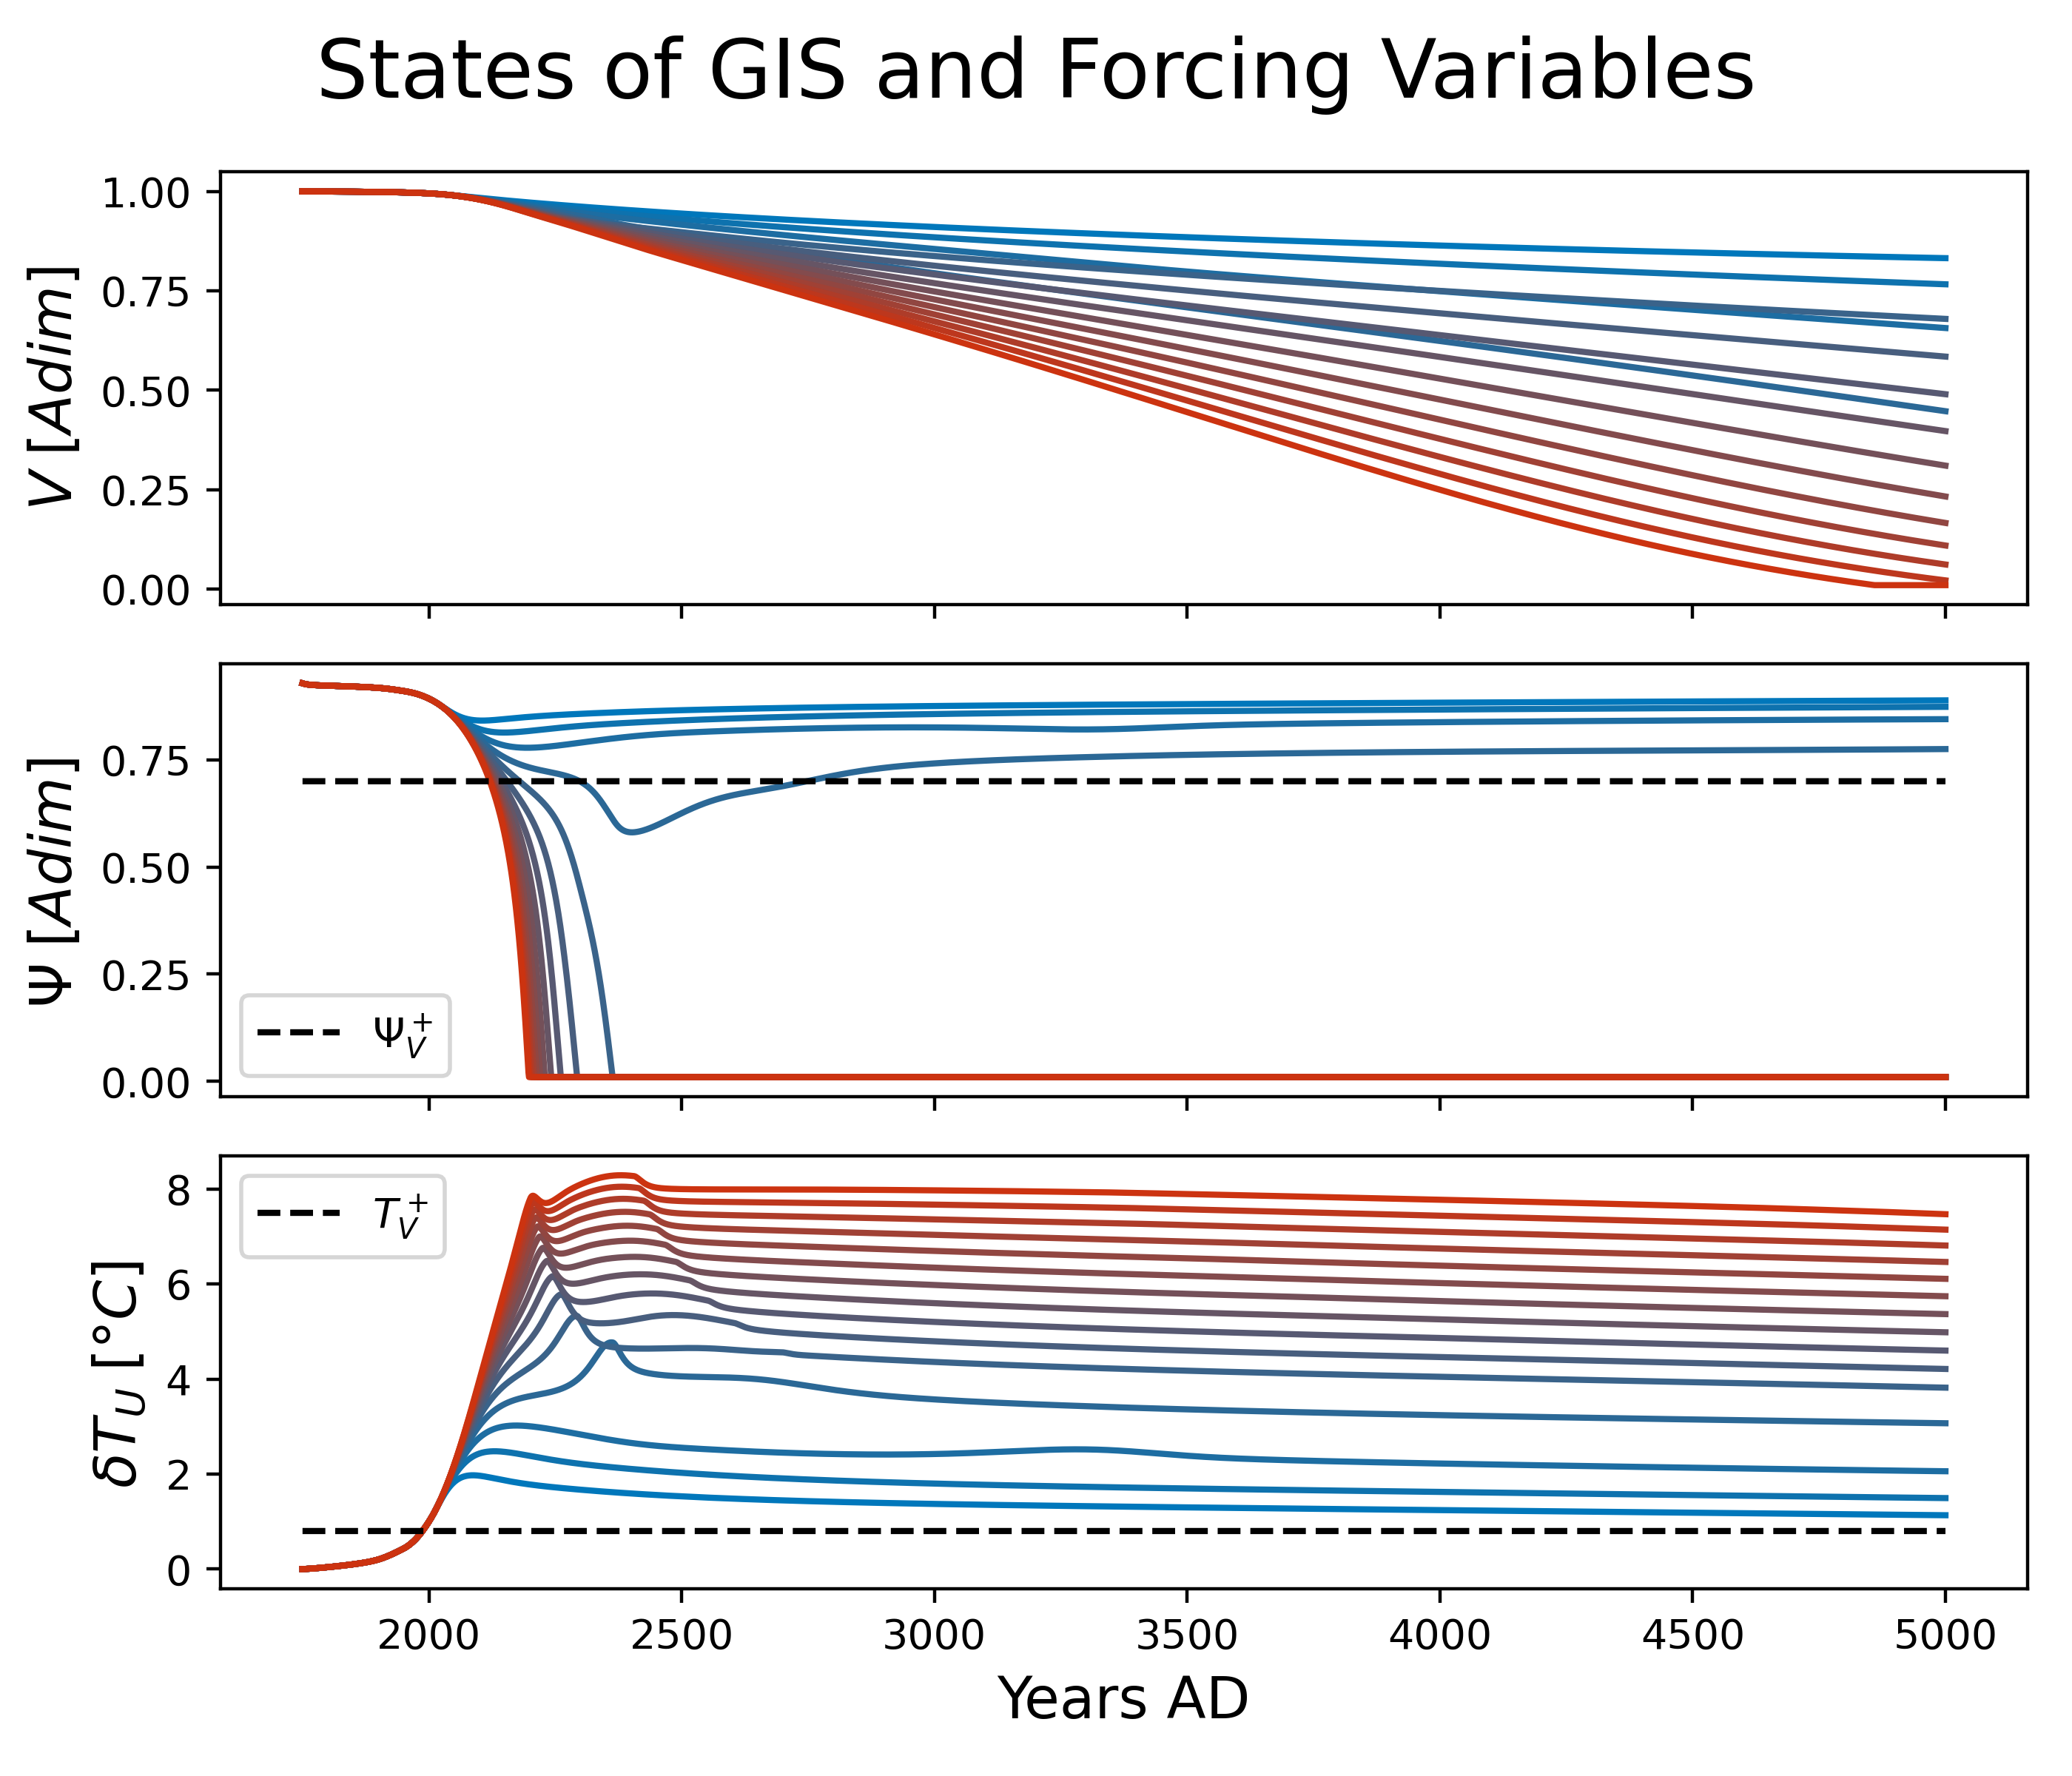 States of GIS and Forcing Variables
V [Adim]
1.00
0.75
0.50
0.25
0.00
Ψ [Adim]
0.75
0.50
0.25
0.00
Ψ_V^+
δT_U [°C]
8
6
4
2
0
T_V^+
2000 2500 3000 3500 4000 4500 5000
Years AD